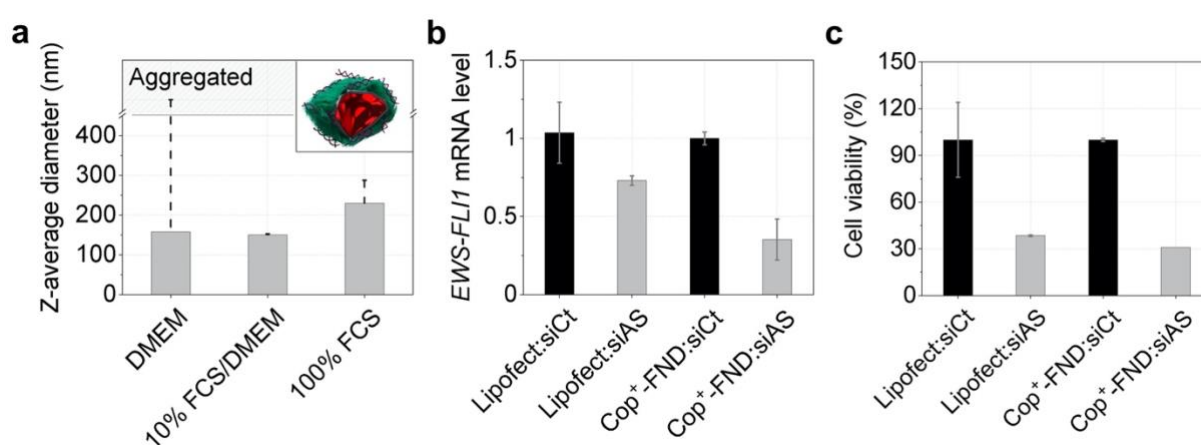 a
Z-average diameter (nm)
Aggregated
400
300
200
100
0
DMEM
10% FCS/DMEM
100% FCS
b
EWS-FLI1 mRNA level
1.5
1
0.5
0
Lipofect:siCt
Lipofect:siAS
Cop⁺-FND:siCt
Cop⁺-FND:siAS
c
Cell viability (%)
150
120
90
60
30
0
Lipofect:siCt
Lipofect:siAS
Cop⁺-FND:siCt
Cop⁺-FND:siAS